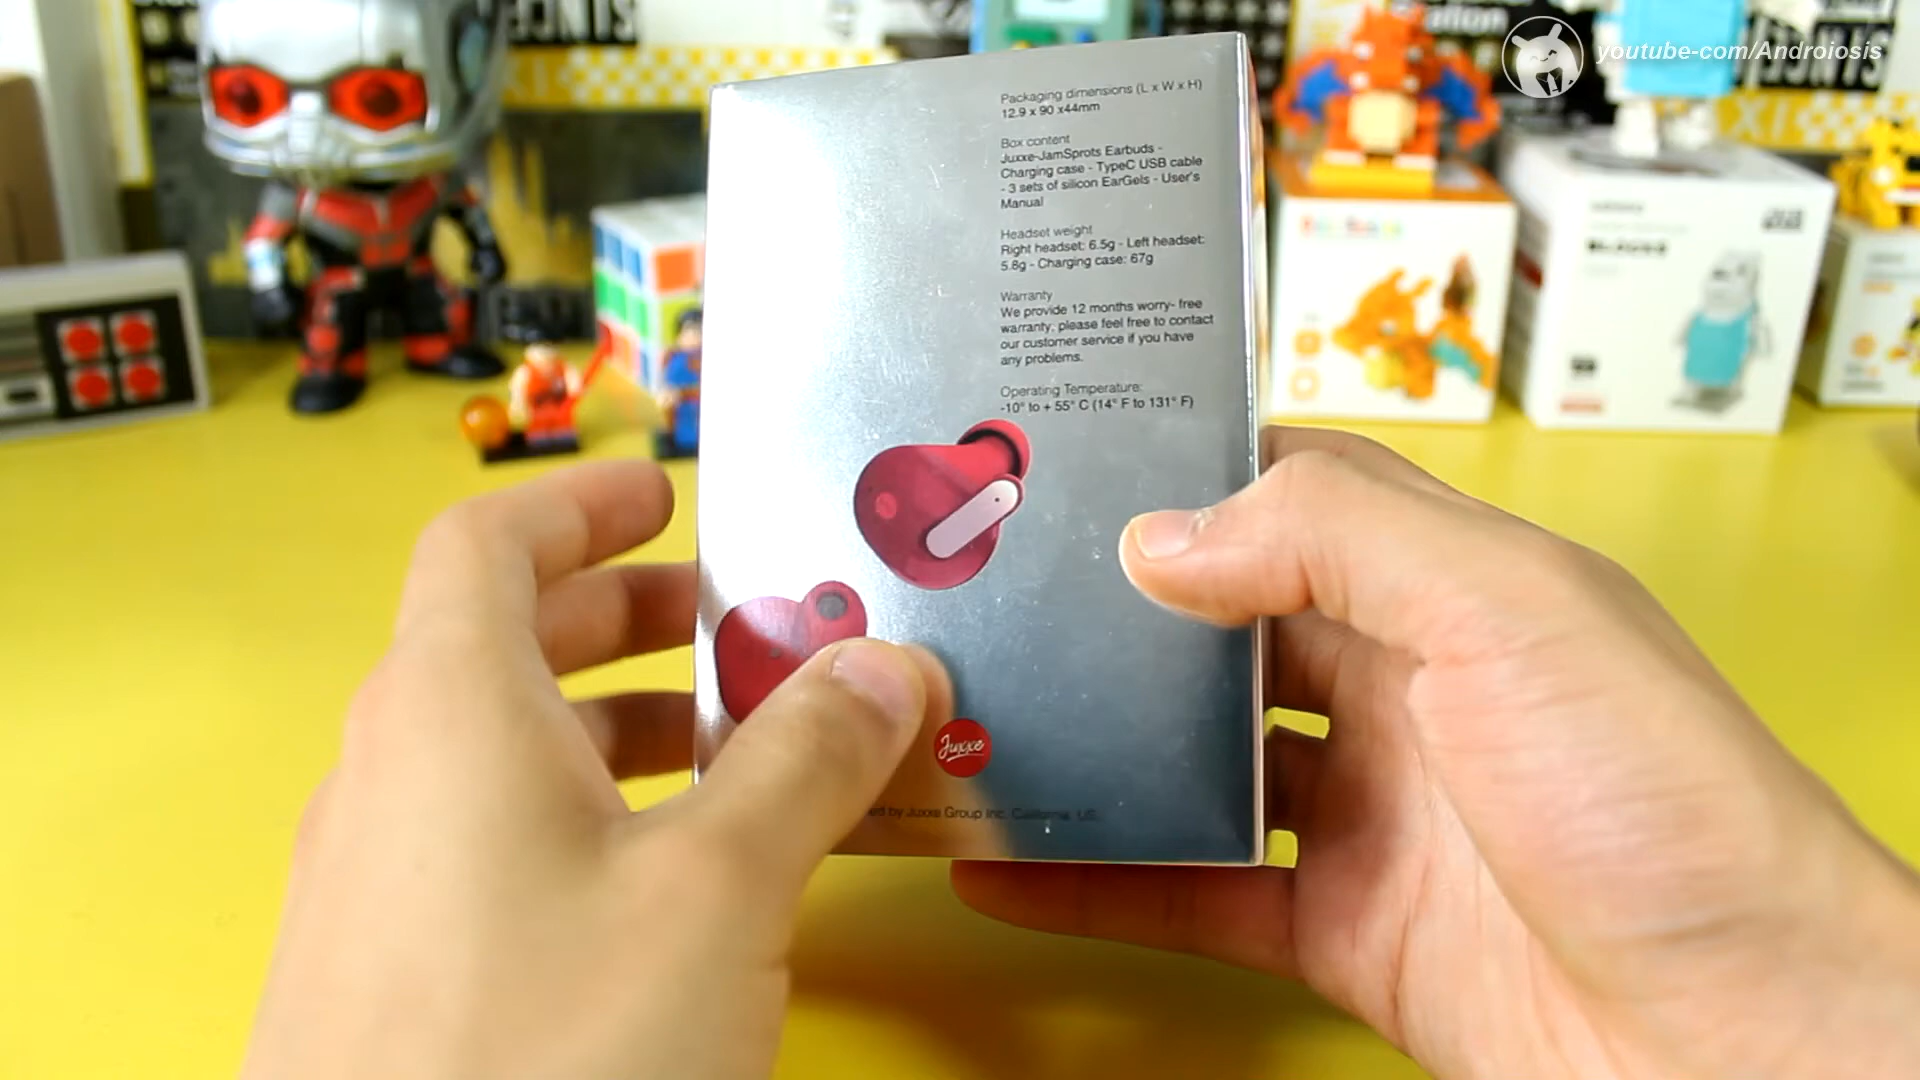 youtube-com/Androiosis
Packaging dimensions (L x W x H)
12.9 x 90 x44mm
Box content
Juxxe-JamSprots Earbuds -
Charging case - TypeC USB cable
- 3 sets of silicon EarGels - User's
Manual
Headset weight
Right headset: 6.5g - Left headset:
5.8g - Charging case: 67g
Warranty
We provide 12 months worry- free
warranty, please feel free to contact
our customer service if you have
any problems.
Operating Temperature:
-10° to + 55° C (14° F to 131° F)
Juxxe
by Juxxe Group Inc. California, US.
BLOCKS